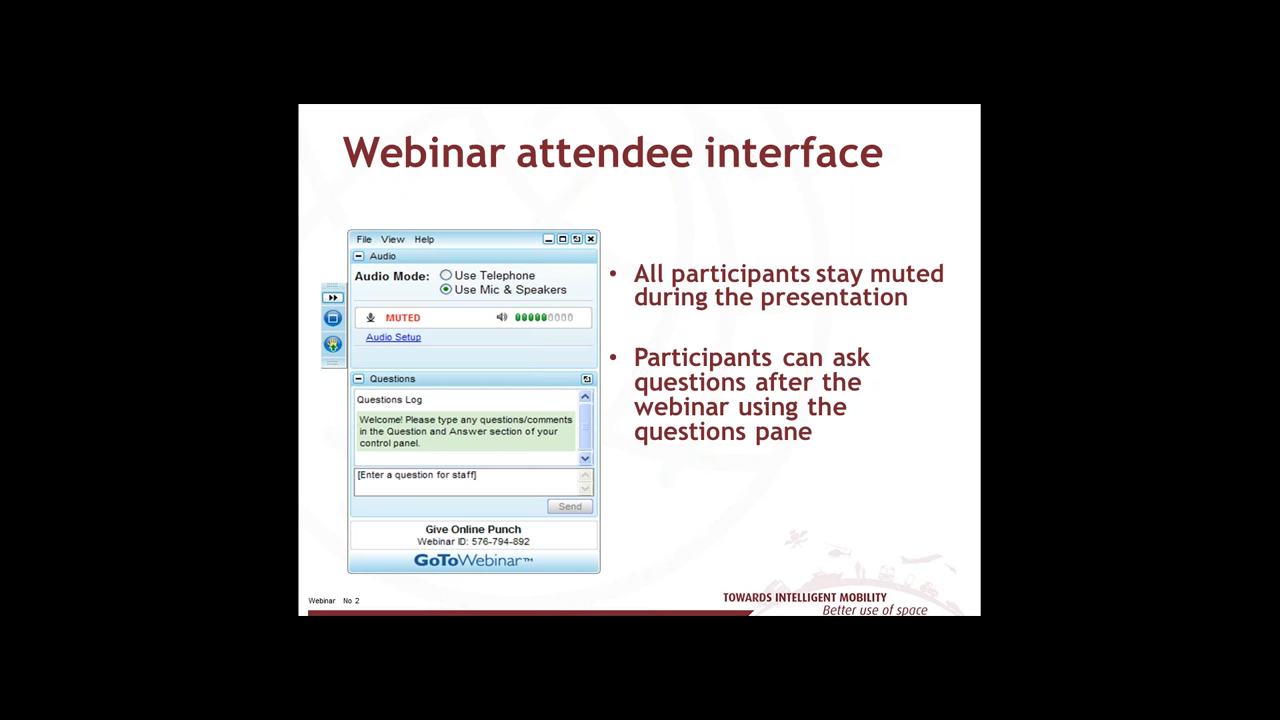 Webinar attendee interface
File View Help
Audio
Audio Mode: Use Telephone
Use Mic & Speakers
MUTED
Audio Setup
Questions
Questions Log
Welcome! Please type any questions/comments
in the Question and Answer section of your
control panel.
[Enter a question for staff]
Send
Give Online Punch
Webinar ID: 576-794-892
GoToWebinar™
• All participants stay muted
during the presentation
• Participants can ask
questions after the
webinar using the
questions pane
Webinar No 2
TOWARDS INTELLIGENT MOBILITY
Better use of space